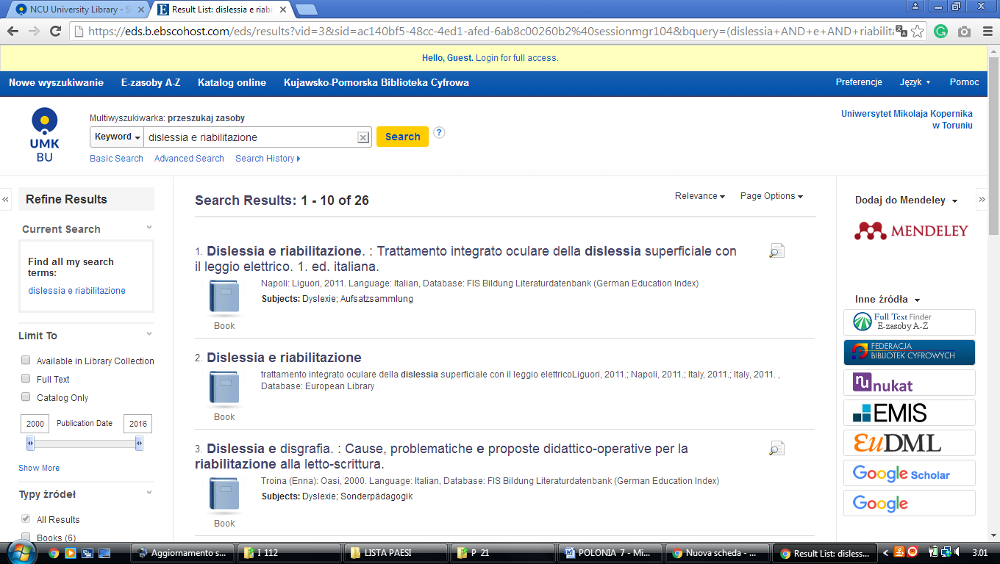 NCU University Library - S
Result List: dislessia e riabi
https://eds.b.ebscohost.com/eds/results?vid=3&sid=ac140bf5-48cc-4ed1-afed-6ab8c00260b2%40sessionmgr104&bquery=(dislessia+AND+e+AND+riabilita
Hello, Guest. Login for full access.
Nowe wyszukiwanie E-zasoby A-Z Katalog online Kujawsko-Pomorska Biblioteka Cyfrowa Preferencje Język Pomoc
UMK
BU
Multiwyszukiwarka: przeszukaj zasoby
Keyword dislessia e riabilitazione Search ?
Basic Search Advanced Search Search History
Uniwersytet Mikolaja Kopernika
w Toruniu
Refine Results
Current Search
Find all my search
terms:
dislessia e riabilitazione
Limit To
Available in Library Collection
Full Text
Catalog Only
2000 Publication Date 2016
Show More
Typy źródeł
All Results
Books (6)
Search Results: 1 - 10 of 26
Relevance Page Options
1. Dislessia e riabilitazione. : Trattamento integrato oculare della dislessia superficiale con
il leggio elettrico. 1. ed. italiana.
Napoli: Liguori, 2011. Language: Italian, Database: FIS Bildung Literaturdatenbank (German Education Index)
Subjects: Dyslexie; Aufsatzsammlung
Book
2. Dislessia e riabilitazione
trattamento integrato oculare della dislessia superficiale con il leggio elettricoLiguori, 2011.; Napoli, 2011.; Italy, 2011.; Italy, 2011. ,
Database: European Library
Book
3. Dislessia e disgrafia. : Cause, problematiche e proposte didattico-operative per la
riabilitazione alla letto-scrittura.
Troina (Enna): Oasi, 2000. Language: Italian, Database: FIS Bildung Literaturdatenbank (German Education Index)
Subjects: Dyslexie; Sonderpädagogik
Book
Dodaj do Mendeley
MENDELEY
Inne źródła
Full Text Finder
E-zasoby A-Z
FEDERACJA
BIBLIOTEK CYFROWYCH
nukat
EMIS
EuDML
Google Scholar
Google
Aggiornamento s... I 112 LISTA PAESI P 21 POLONIA 7 - Mi... Nuova scheda - ... Result List: disless... 3.01